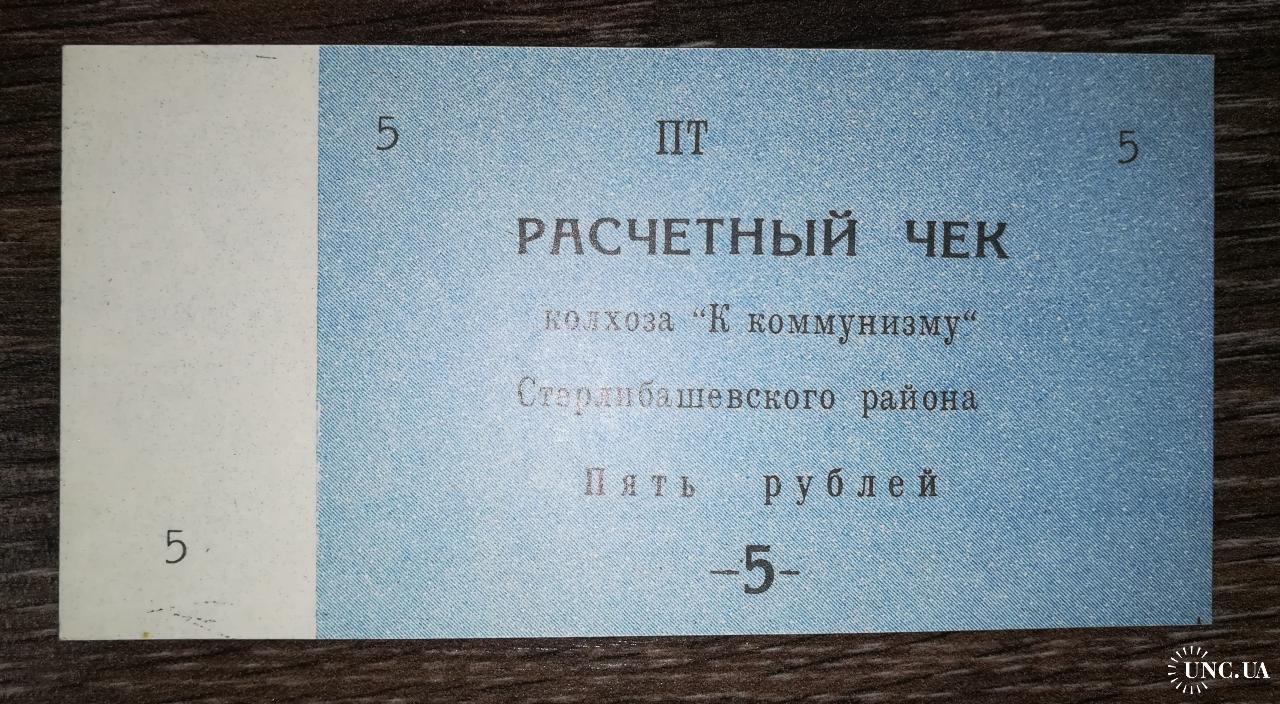 5 ПТ 5
РАСЧЕТНЫЙ ЧЕК
колхоза “К коммунизму“
Стерлибашевского района
Пять рублей
5 -5-
UNC.UA